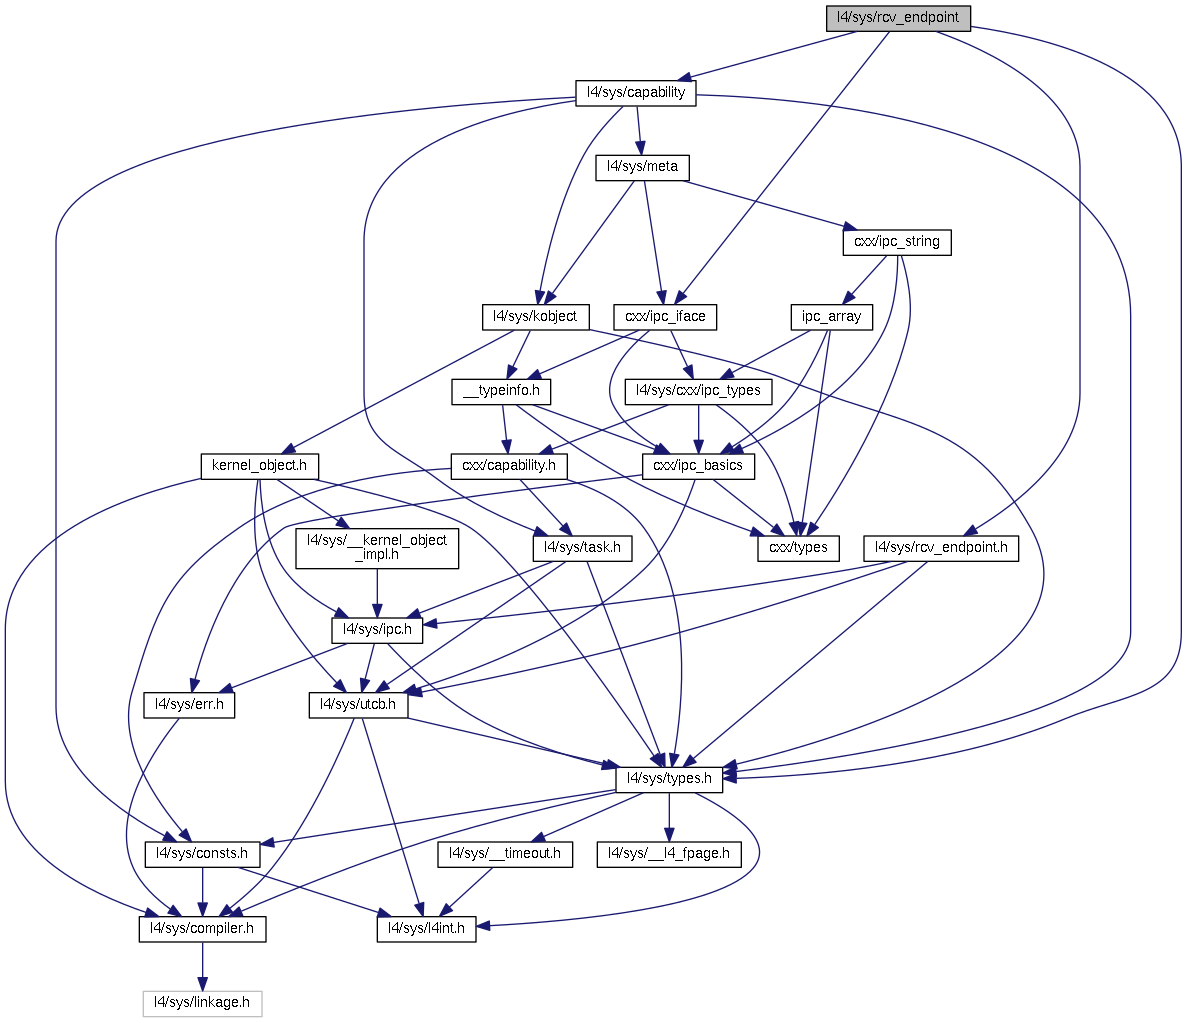 l4/sys/rcv_endpoint
l4/sys/capability
l4/sys/meta
cxx/ipc_string
l4/sys/kobject
cxx/ipc_iface
ipc_array
__typeinfo.h
l4/sys/cxx/ipc_types
kernel_object.h
cxx/capability.h
cxx/ipc_basics
l4/sys/__kernel_object
_impl.h
l4/sys/task.h
cxx/types
l4/sys/rcv_endpoint.h
l4/sys/ipc.h
l4/sys/err.h
l4/sys/utcb.h
l4/sys/types.h
l4/sys/consts.h
l4/sys/__timeout.h
l4/sys/__l4_fpage.h
l4/sys/compiler.h
l4/sys/l4int.h
l4/sys/linkage.h